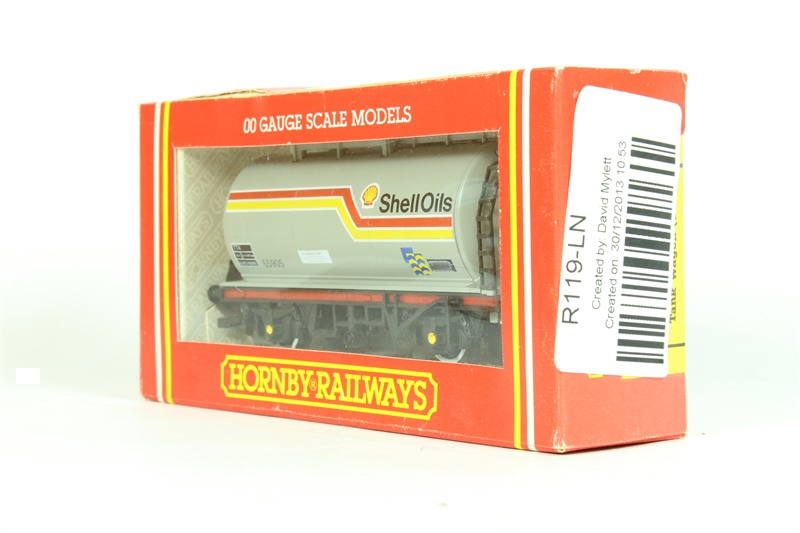 00 GAUGE SCALE MODELS
ShellOils
55905
HORNBY® RAILWAYS
R119-LN
Created by: David Mylett
Created on: 30/12/2013 10:53
Tank Wagon